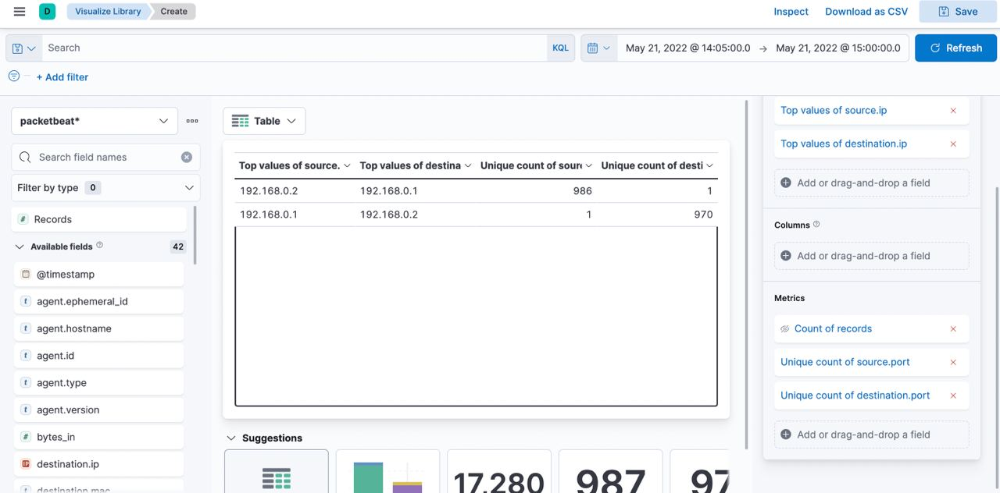 D
Visualize Library
Create
Inspect
Download as CSV
Save
Search
KQL
May 21, 2022 @ 14:05:00.0
→
May 21, 2022 @ 15:00:00.0
Refresh
+ Add filter
packetbeat*
Search field names
Filter by type 0
# Records
Available fields 42
@timestamp
t agent.ephemeral_id
t agent.hostname
t agent.id
t agent.type
t agent.version
# bytes_in
IP destination.ip
t destination.mac
Table
Top values of source. Top values of destina Unique count of sour Unique count of desti
192.168.0.2 192.168.0.1 986 1
192.168.0.1 192.168.0.2 1 970
Suggestions
17,280
987
97
Top values of source.ip
Top values of destination.ip
Add or drag-and-drop a field
Columns
Add or drag-and-drop a field
Metrics
Count of records
Unique count of source.port
Unique count of destination.port
Add or drag-and-drop a field